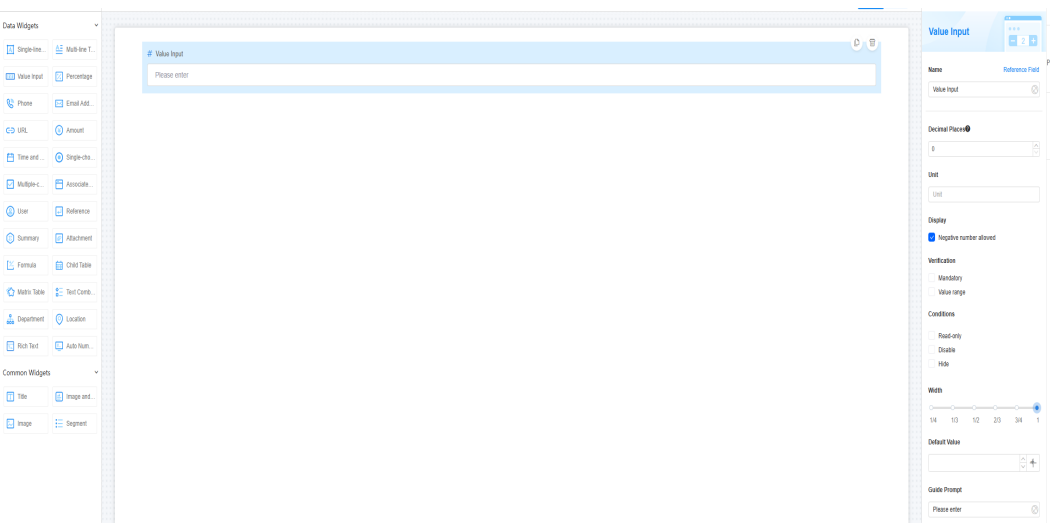 Data Widgets
Single-line... Multi-line T...
Value Input Percentage
Phone Email Add...
URL Amount
Time and ... Single-cho...
Multiple-c... Associate...
User Reference
Summary Attachment
Formula Child Table
Matrix Table Text Comb...
Department Location
Rich Text Auto Num...
Common Widgets
Title Image and...
Image Segment
# Value Input
Please enter
Value Input
2
Name Reference Field
Value Input
Decimal Places
0
Unit
Unit
Display
Negative number allowed
Verification
Mandatory
Value range
Conditions
Read-only
Disable
Hide
Width
1/4 1/3 1/2 2/3 3/4 1
Default Value
Guide Prompt
Please enter